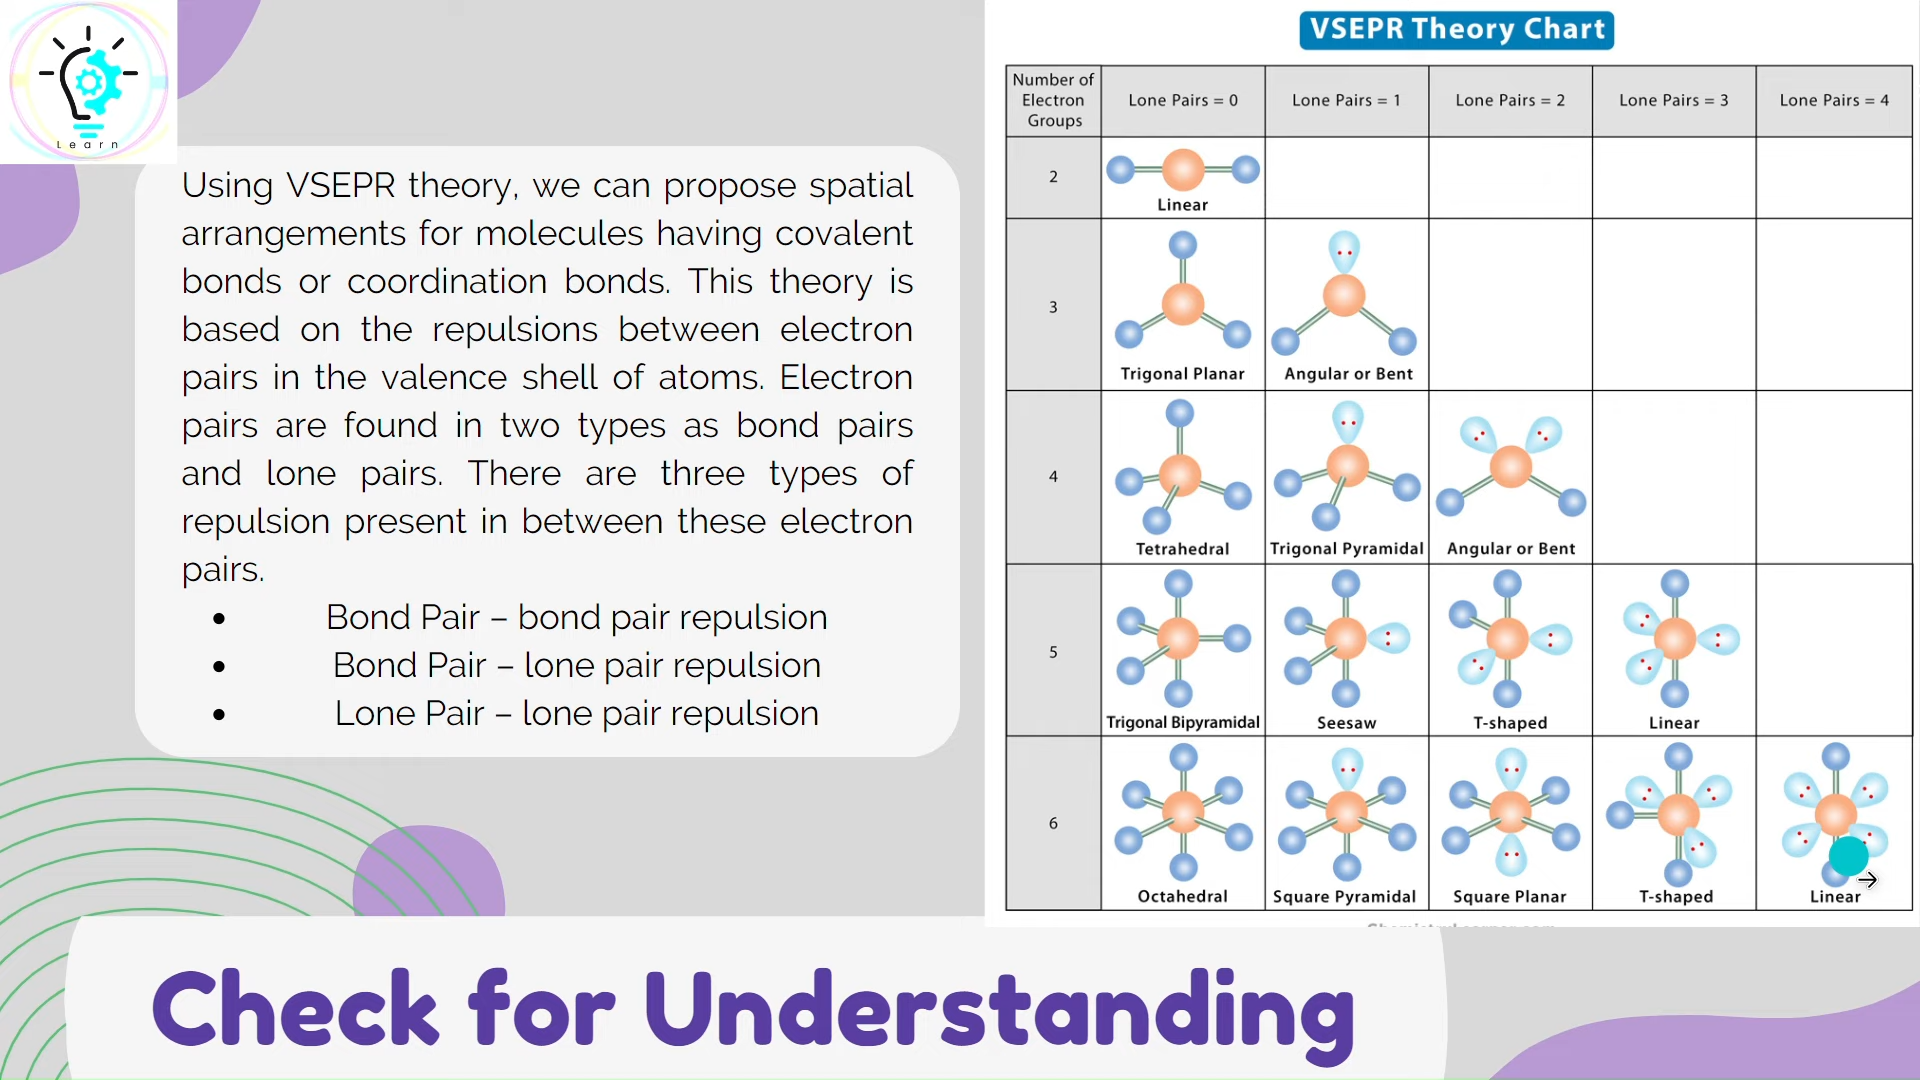 Learn
Using VSEPR theory, we can propose spatial
arrangements for molecules having covalent
bonds or coordination bonds. This theory is
based on the repulsions between electron
pairs in the valence shell of atoms. Electron
pairs are found in two types as bond pairs
and lone pairs. There are three types of
repulsion present in between these electron
pairs.
• Bond Pair – bond pair repulsion
• Bond Pair – lone pair repulsion
• Lone Pair – lone pair repulsion
VSEPR Theory Chart
Number of
Electron
Groups
Lone Pairs = 0
Lone Pairs = 1
Lone Pairs = 2
Lone Pairs = 3
Lone Pairs = 4
2
Linear
3
Trigonal Planar
Angular or Bent
4
Tetrahedral
Trigonal Pyramidal
Angular or Bent
5
Trigonal Bipyramidal
Seesaw
T-shaped
Linear
6
Octahedral
Square Pyramidal
Square Planar
T-shaped
Linear
Check for Understanding